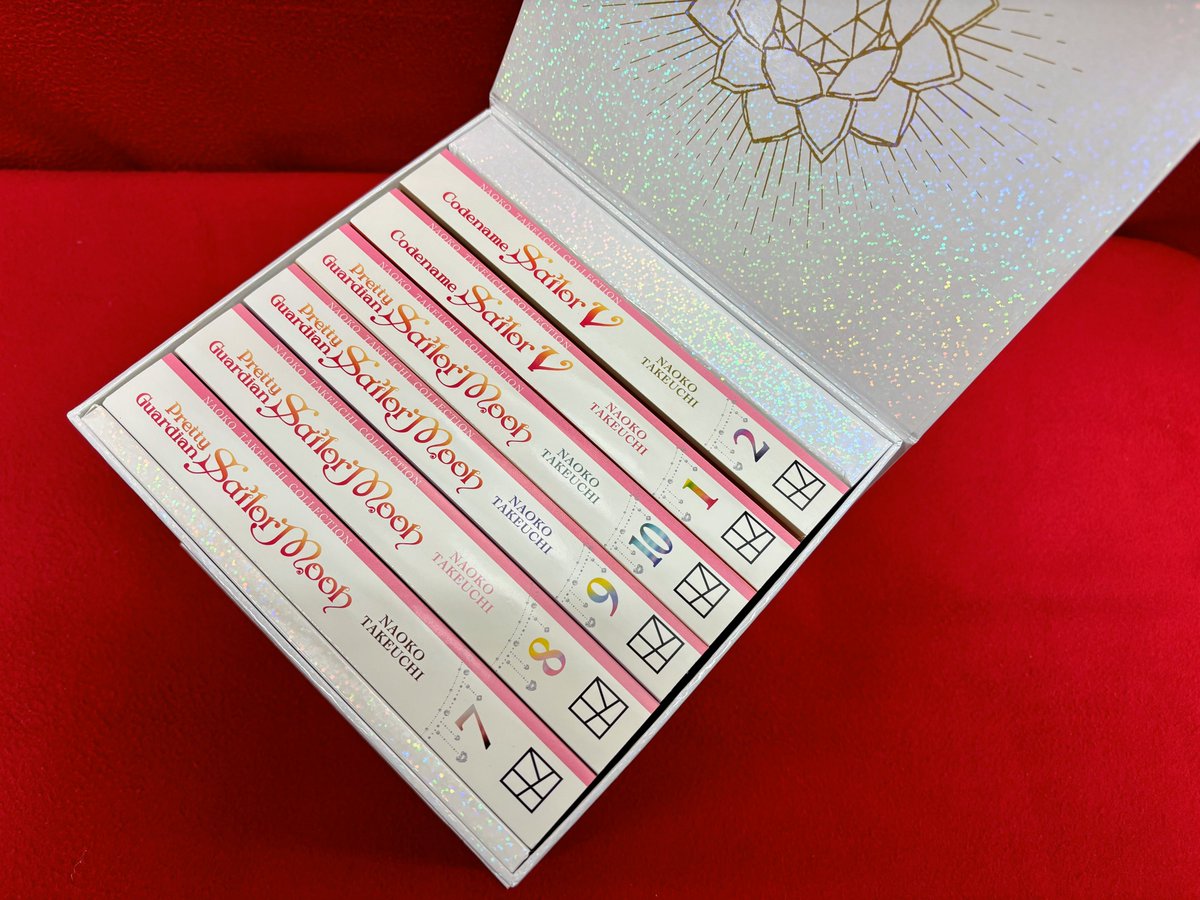 NAOKO TAKEUCHI COLLECTION
Codename Sailor V
NAOKO
TAKEUCHI
2
NAOKO TAKEUCHI COLLECTION
Codename Sailor V
NAOKO
TAKEUCHI
1
NAOKO TAKEUCHI COLLECTION
Pretty
Guardian Sailor Moon
NAOKO
TAKEUCHI
10
NAOKO TAKEUCHI COLLECTION
Pretty
Guardian Sailor Moon
NAOKO
TAKEUCHI
9
NAOKO TAKEUCHI COLLECTION
Pretty
Guardian Sailor Moon
NAOKO
TAKEUCHI
8
NAOKO TAKEUCHI COLLECTION
Pretty
Guardian Sailor Moon
NAOKO
TAKEUCHI
7